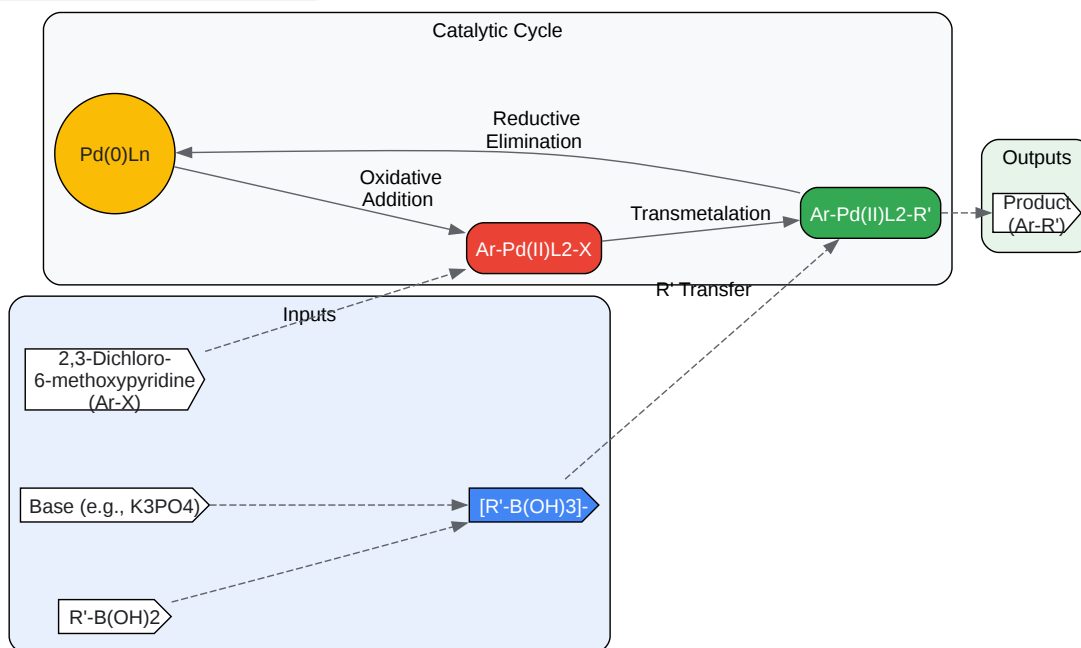 Catalytic Cycle
Reductive
Elimination
Pd(0)Ln
Oxidative
Addition
Outputs
Product
(Ar-R')
Ar-Pd(II)L2-R'
Transmetalation
Ar-Pd(II)L2-X
R' Transfer
Inputs
2,3-Dichloro-
6-methoxypyridine
(Ar-X)
Base (e.g., K3PO4)
[R'-B(OH)3]-
R'-B(OH)2